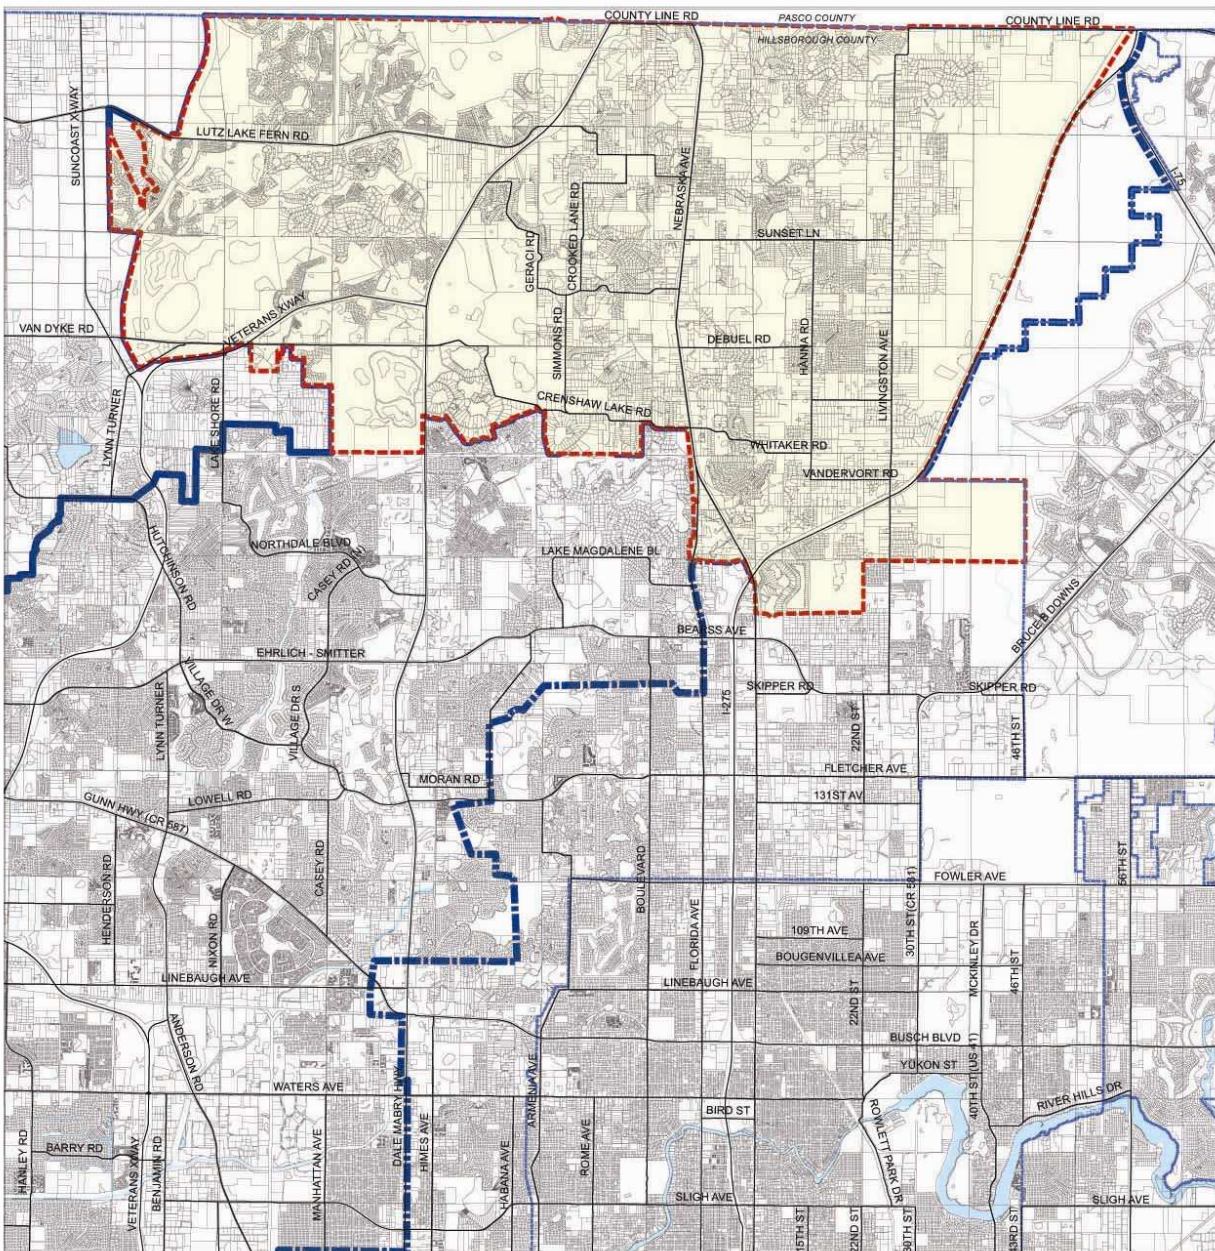 COUNTY LINE RD
PASCO COUNTY
COUNTY LINE RD
HILLSBOROUGH COUNTY
SUNCOAST X-WAY
LUTZ LAKE FERN RD
NEBRASKA AVE
I-75
GERACI RD
CROOKED LANE RD
SUNSET LN
VETERANS XWAY
VAN DYKE RD
SIMMONS RD
DEBUEL RD
HANNA RD
LIVINGSTON AVE
LYNN TURNER
LAKE SHORE RD
CRENSHAW LAKE RD
WHITAKER RD
VANDERVORT RD
HUTCHINSON RD
NORTHDALE BLVD
CASEY RD (N)
LAKE MAGDALENE BL
BRUCE B DOWNS
BEARSS AVE
EHRLICH - SMITTER
VILLAGE DR W
VILLAGE DR S
LYNN TURNER
SKIPPER RD
SKIPPER RD
I-275
22ND ST
46TH ST
MORAN RD
FLETCHER AVE
131ST AV
LOWELL RD
GUNN HWY (CR 587)
HENDERSON RD
CASEY RD
BOULEVARD
56TH ST
FOWLER AVE
NIXON RD
FLORIDA AVE
109TH AVE
30TH ST (CR 581)
BOUGENVILLEA AVE
MCKINLEY DR
46TH ST
LINEBAUGH AVE
LINEBAUGH AVE
22ND ST
ANDERSON RD
BUSCH BLVD
YUKON ST
40TH ST (US 41)
WATERS AVE
DALE MABRY HWY
HIMES AVE
ARMENIA AVE
BIRD ST
RIVER HILLS DR
ROWLETT PARK DR
HANLEY RD
BARRY RD
VETERANS XWAY
BENJAMIN RD
MANHATTAN AVE
HABANA AVE
ROME AVE
SLIGH AVE
SLIGH AVE
15TH ST
22ND ST
30TH ST